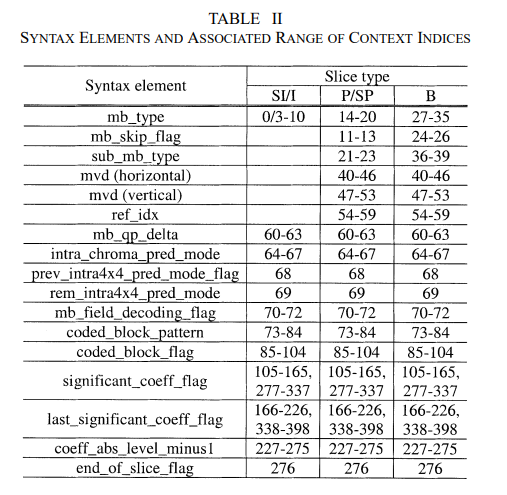 TABLE II
SYNTAX ELEMENTS AND ASSOCIATED RANGE OF CONTEXT INDICES
Syntax element Slice type
SI/I P/SP B
mb_type 0/3-10 14-20 27-35
mb_skip_flag 11-13 24-26
sub_mb_type 21-23 36-39
mvd (horizontal) 40-46 40-46
mvd (vertical) 47-53 47-53
ref_idx 54-59 54-59
mb_qp_delta 60-63 60-63 60-63
intra_chroma_pred_mode 64-67 64-67 64-67
prev_intra4x4_pred_mode_flag 68 68 68
rem_intra4x4_pred_mode 69 69 69
mb_field_decoding_flag 70-72 70-72 70-72
coded_block_pattern 73-84 73-84 73-84
coded_block_flag 85-104 85-104 85-104
significant_coeff_flag 105-165, 105-165, 105-165,
277-337 277-337 277-337
last_significant_coeff_flag 166-226, 166-226, 166-226,
338-398 338-398 338-398
coeff_abs_level_minus1 227-275 227-275 227-275
end_of_slice_flag 276 276 276